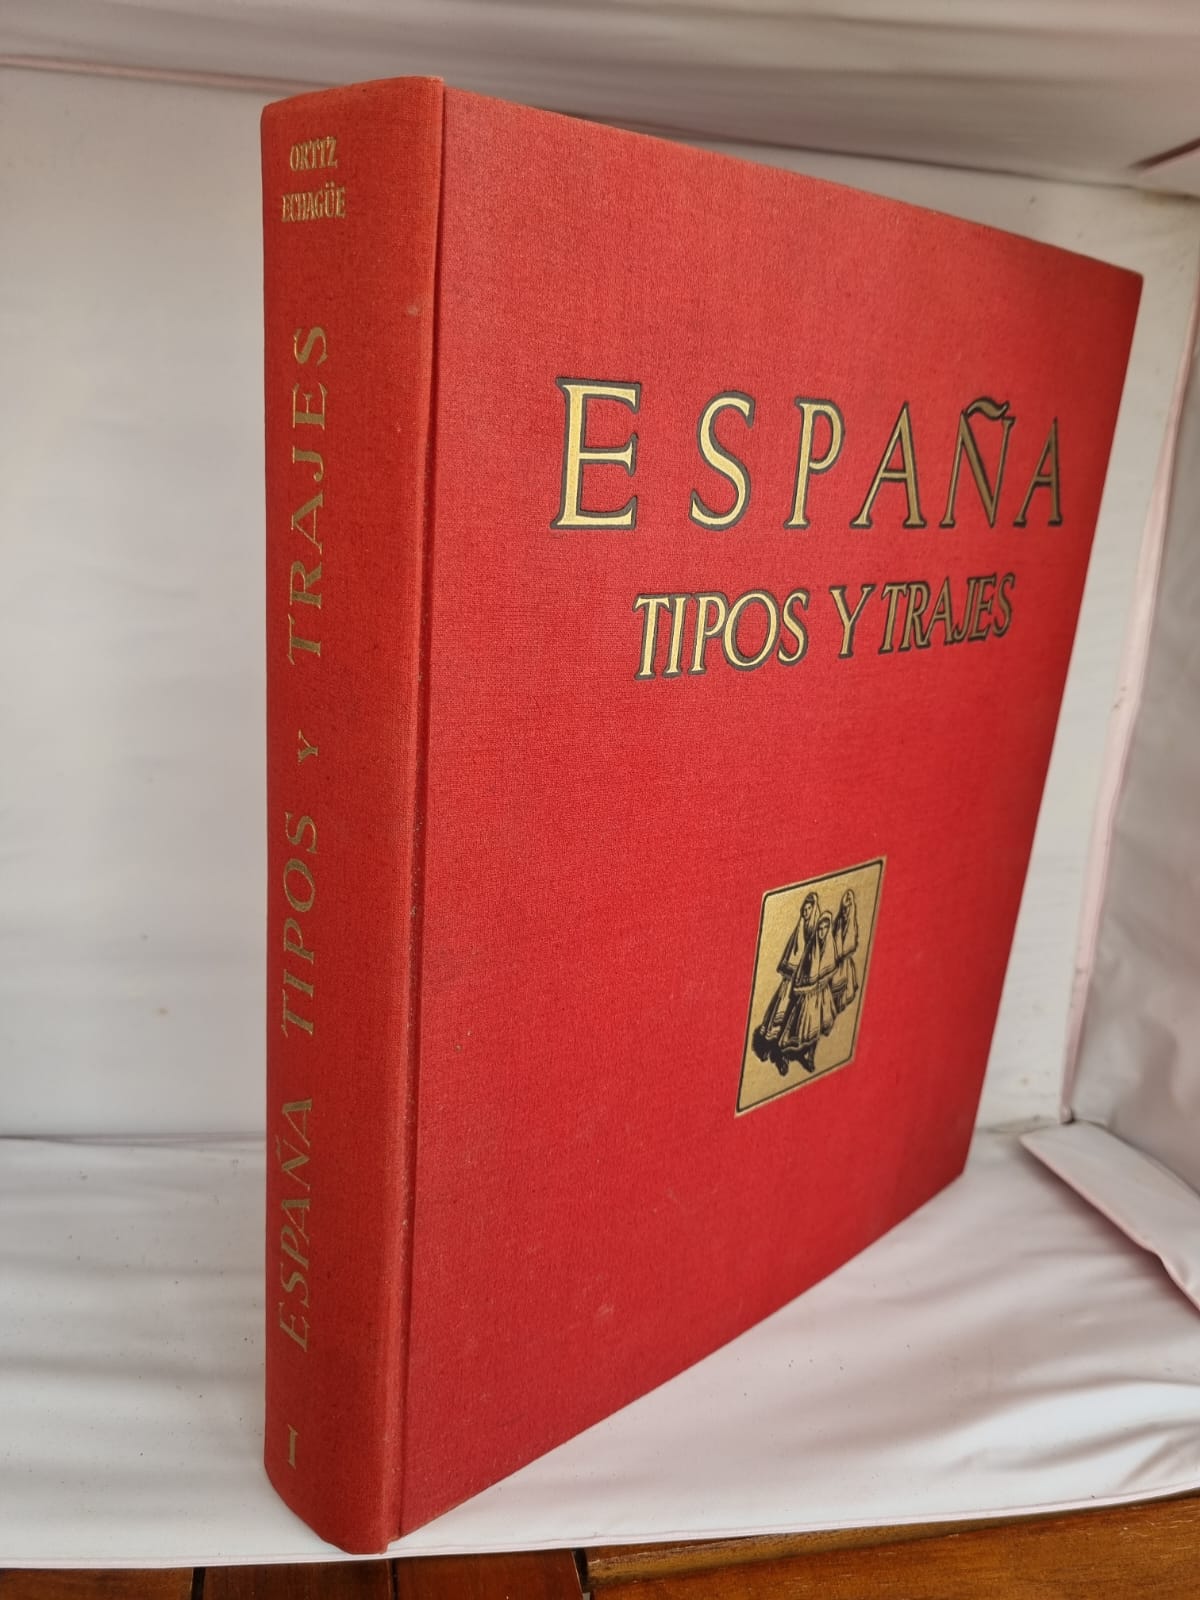 ORTIZ
ECHAGÜE
ESPAÑA TIPOS Y TRAJES
I
ESPAÑA
TIPOS Y TRAJES